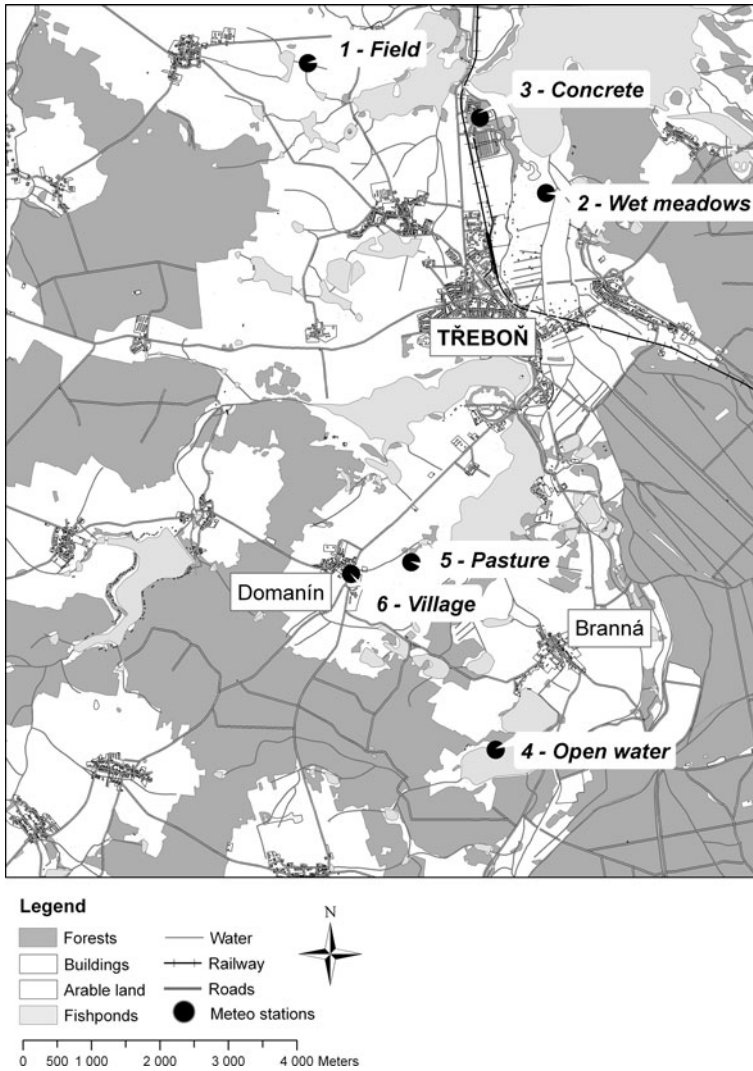 1 - Field
3 - Concrete
2 - Wet meadows
TŘEBOŇ
5 - Pasture
Domanín
6 - Village
Branná
4 - Open water
Legend
Forests
Buildings
Arable land
Fishponds
Water
Railway
Roads
Meteo stations
N
0 500 1 000 2 000 3 000 4 000 Meters